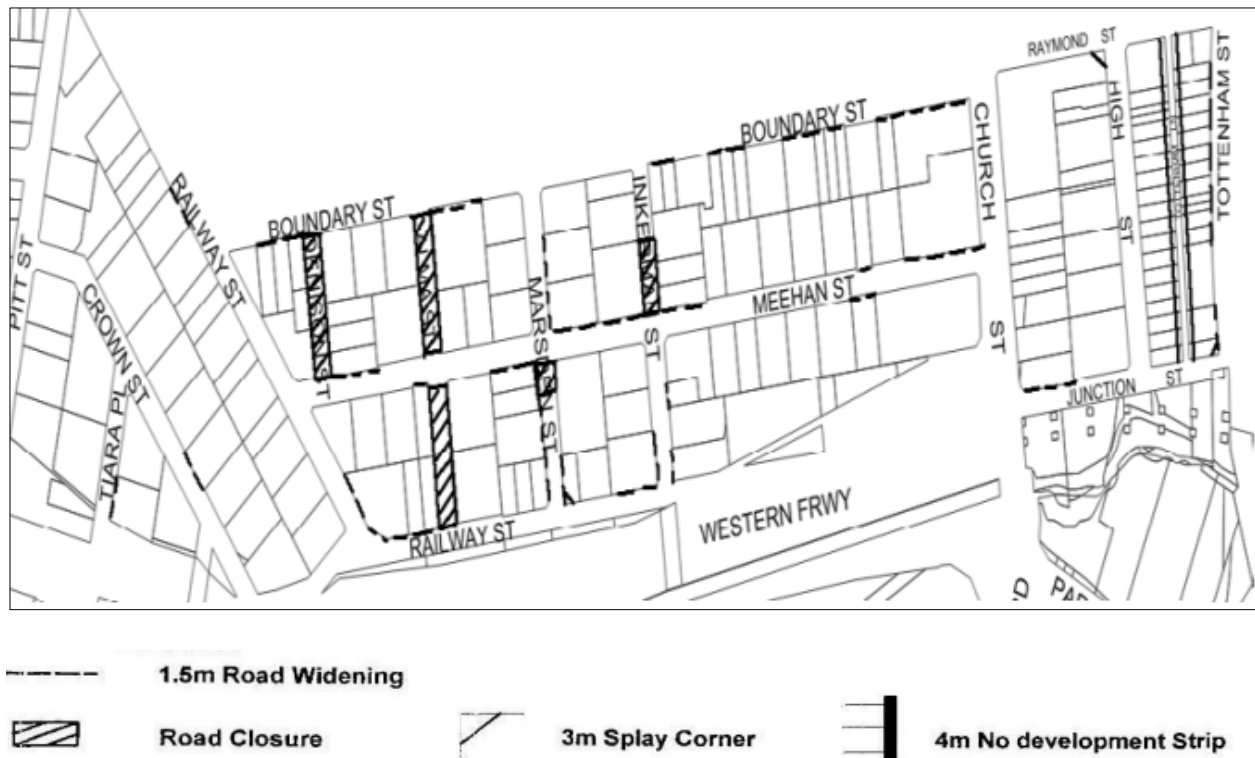 RAYMOND ST
BOUNDARY ST
CHURCH
HIGH
TOTTENHAM ST
RAILWAY ST
BOUNDARY ST
PITT ST
CROWN ST
ST
MEEHAN ST
ST
ST
TIARA PL
ST
JUNCTION ST
RAILWAY ST
WESTERN FRWY
1.5m Road Widening
Road Closure
3m Splay Corner
4m No development Strip